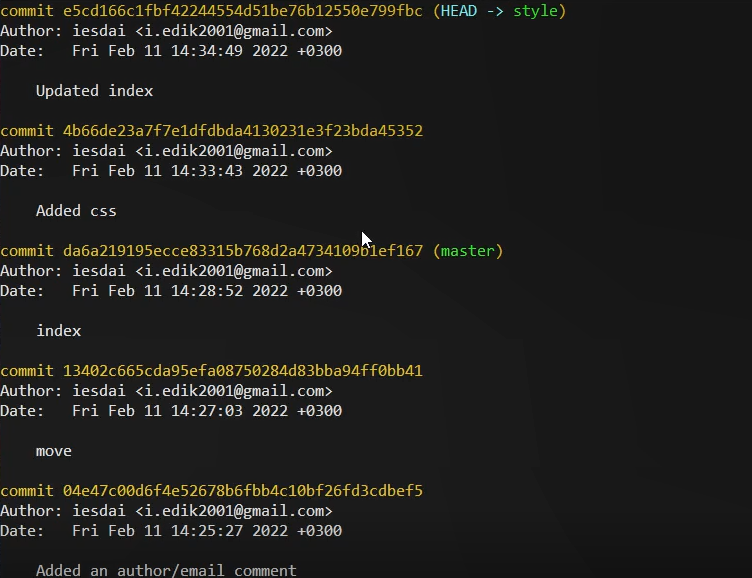 commit e5cd166c1fbf42244554d51be76b12550e799fbc (HEAD -> style)
Author: iesdai <i.edik2001@gmail.com>
Date:   Fri Feb 11 14:34:49 2022 +0300
Updated index
commit 4b66de23a7f7e1dfdbda4130231e3f23bda45352
Author: iesdai <i.edik2001@gmail.com>
Date:   Fri Feb 11 14:33:43 2022 +0300
Added css
commit da6a219195ecce83315b768d2a4734109b1ef167 (master)
Author: iesdai <i.edik2001@gmail.com>
Date:   Fri Feb 11 14:28:52 2022 +0300
index
commit 13402c665cda95efa08750284d83bba94ff0bb41
Author: iesdai <i.edik2001@gmail.com>
Date:   Fri Feb 11 14:27:03 2022 +0300
move
commit 04e47c00d6f4e52678b6fbb4c10bf26fd3cdbef5
Author: iesdai <i.edik2001@gmail.com>
Date:   Fri Feb 11 14:25:27 2022 +0300
Added an author/email comment